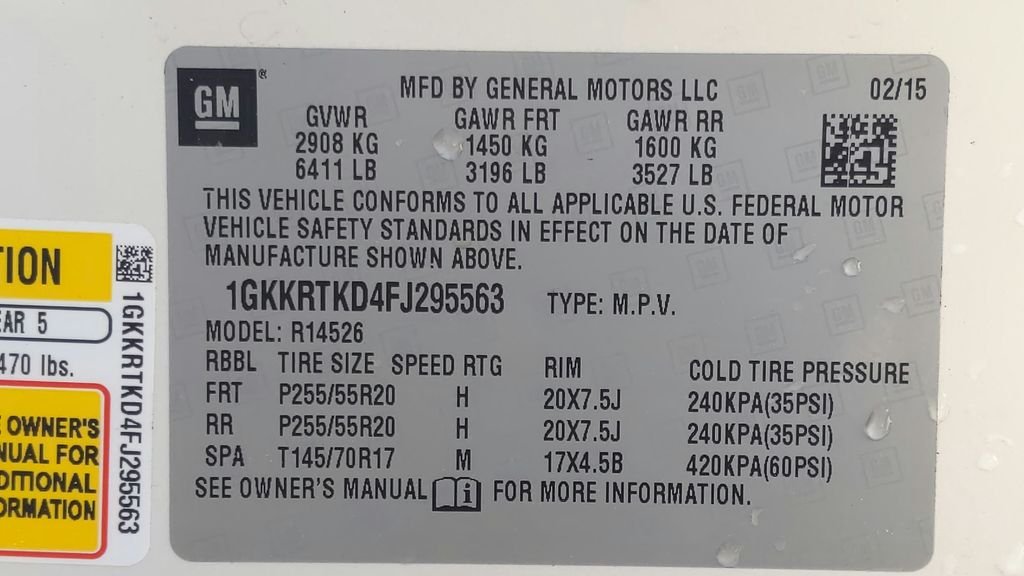 GM®
MFD BY GENERAL MOTORS LLC 02/15
GVWR GAWR FRT GAWR RR
2908 KG 1450 KG 1600 KG
6411 LB 3196 LB 3527 LB
THIS VEHICLE CONFORMS TO ALL APPLICABLE U.S. FEDERAL MOTOR
VEHICLE SAFETY STANDARDS IN EFFECT ON THE DATE OF
MANUFACTURE SHOWN ABOVE.
1GKKRTKD4FJ295563 TYPE: M.P.V.
MODEL: R14526
RBBL TIRE SIZE SPEED RTG RIM COLD TIRE PRESSURE
FRT P255/55R20 H 20X7.5J 240KPA(35PSI)
RR P255/55R20 H 20X7.5J 240KPA(35PSI)
SPA T145/70R17 M 17X4.5B 420KPA(60PSI)
SEE OWNER'S MANUAL i FOR MORE INFORMATION.
TION
EAR 5
470 lbs.
E OWNER'S
NUAL FOR
DITIONAL
ORMATION
1GKKRTKD4FJ295563